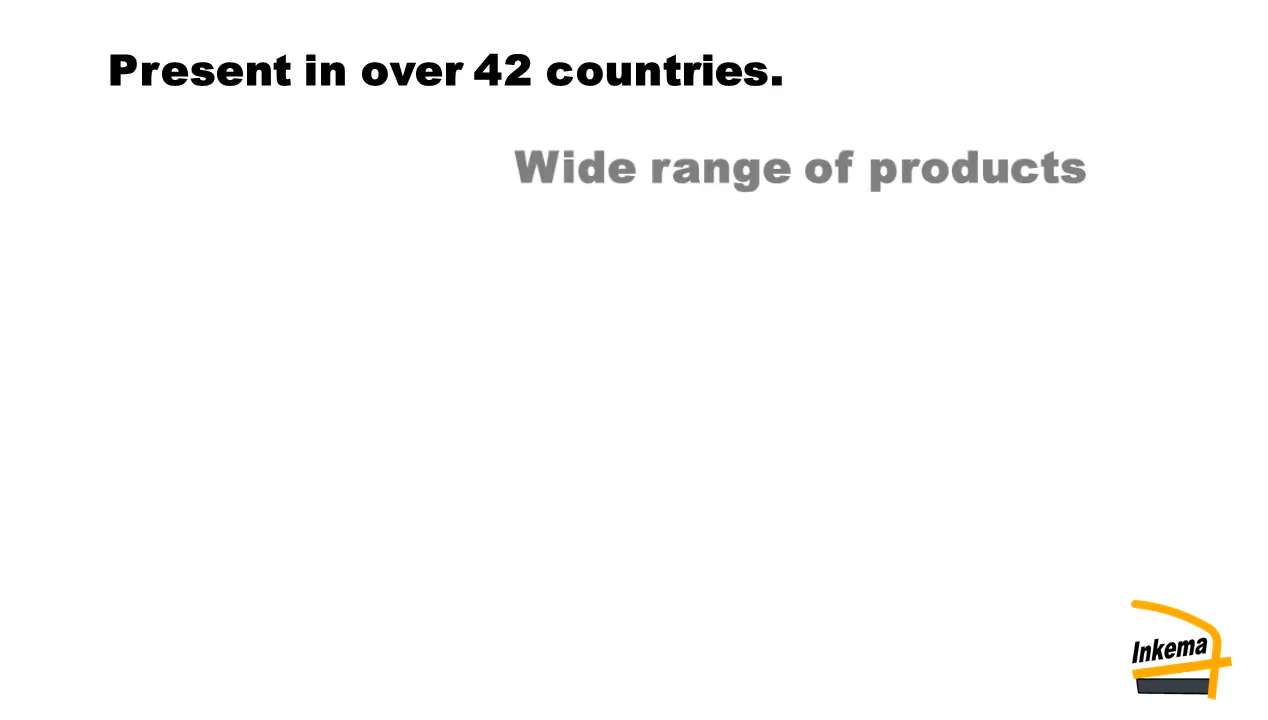 Present in over 42 countries.
Wide range of products
Inkema